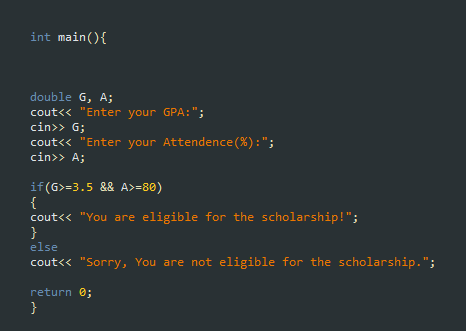 int main(){
double G, A;
cout<< "Enter your GPA:";
cin>> G;
cout<< "Enter your Attendence(%):";
cin>> A;
if(G>=3.5 && A>=80)
{
cout<< "You are eligible for the scholarship!";
}
else
cout<< "Sorry, You are not eligible for the scholarship.";
return 0;
}